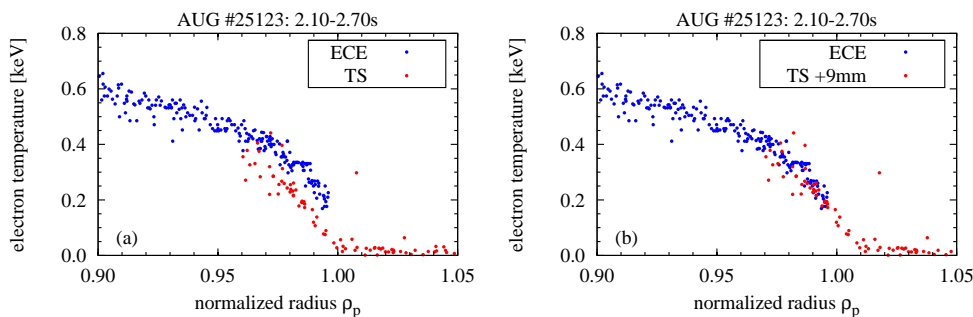 AUG #25123: 2.10-2.70s
0.8
0.6
0.4
0.2
0.0
electron temperature [keV]
ECE
TS
(a)
0.90
0.95
1.00
1.05
normalized radius ρp
AUG #25123: 2.10-2.70s
0.8
0.6
0.4
0.2
0.0
electron temperature [keV]
ECE
TS +9mm
(b)
0.90
0.95
1.00
1.05
normalized radius ρp